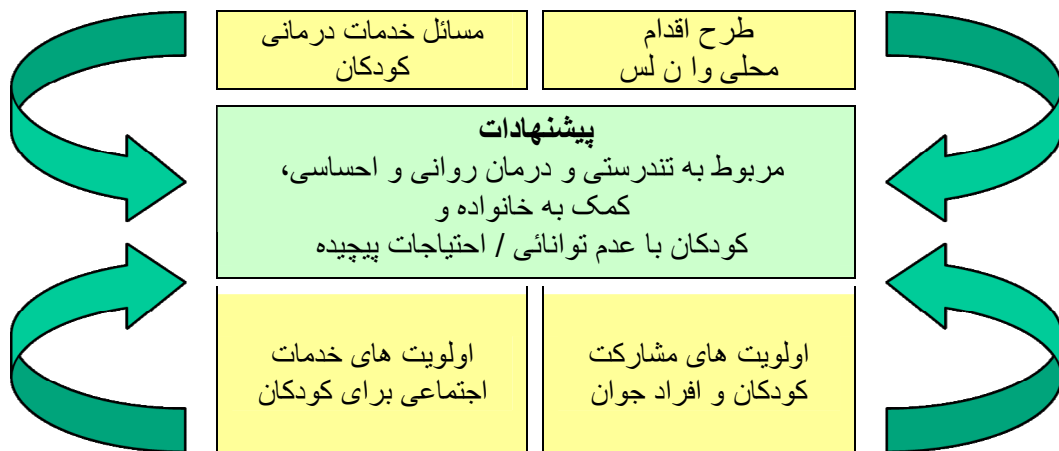 طرح اقدام
محلی وا ن لس
مسائل خدمات درمانی
کودکان
پیشنهادات
مربوط به تندرستی و درمان روانی و احساسی،
کمک به خانواده و
کودکان با عدم توانائی / احتیاجات پیچیده
اولویت های مشارکت
کودکان و افراد جوان
اولویت های خدمات
اجتماعی برای کودکان